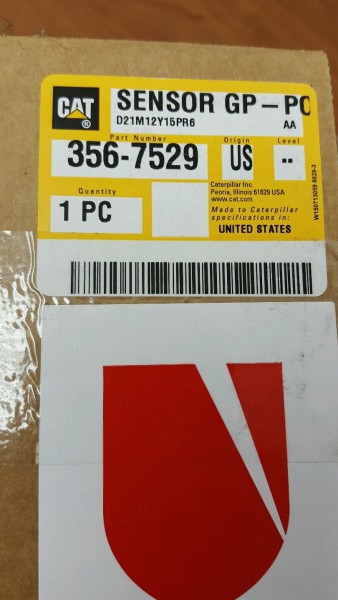 CAT
®
SENSOR GP-PO
D21M12Y15PR6 AA
Part Number Origin Level
356-7529 US --
Quantity
1 PC
Caterpillar Inc.
Peoria, Illinois 61629 USA
www.cat.com
Made to Caterpillar
specifications in:
UNITED STATES